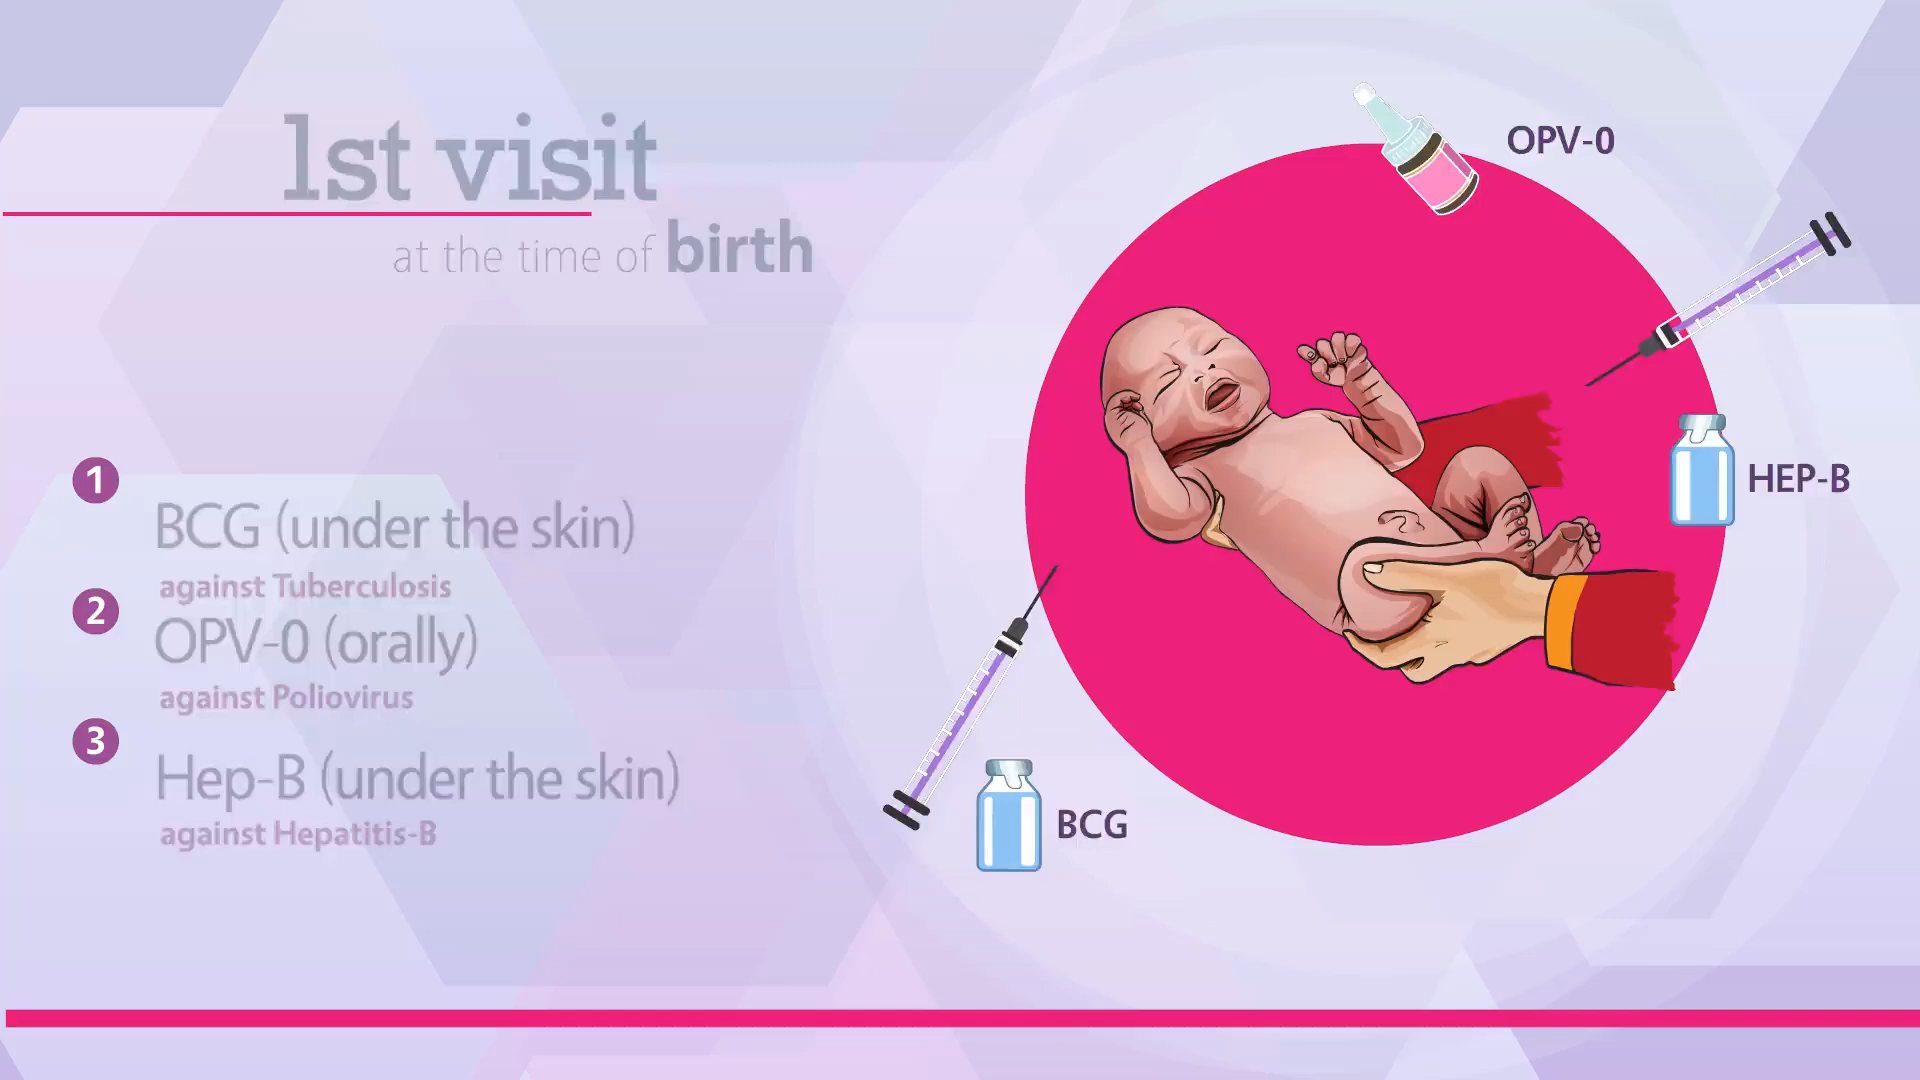 1st visit
at the time of birth
1
BCG (under the skin)
against Tuberculosis
2
OPV-0 (orally)
against Poliovirus
3
Hep-B (under the skin)
against Hepatitis-B
OPV-0
HEP-B
BCG